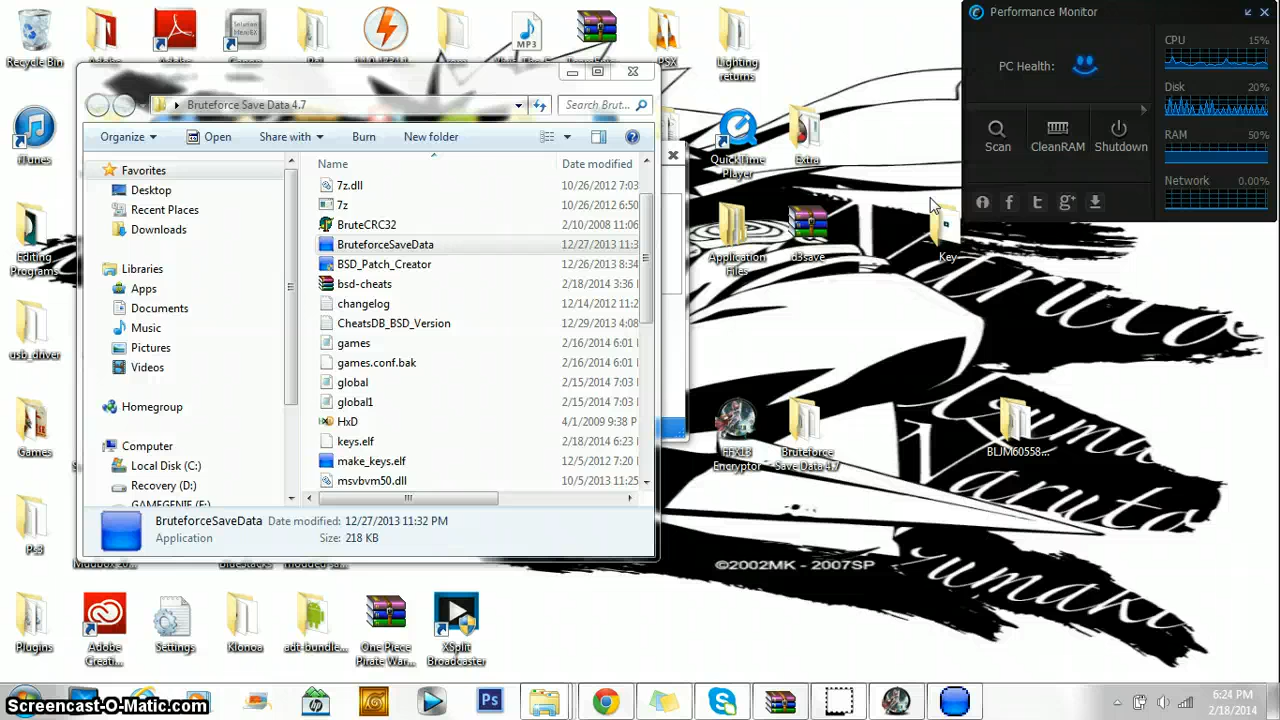 Recycle Bin
Adobe
Adobe
MP3
PSX
Lighting
returns
Performance Monitor
CPU 15%
PC Health:
Disk 20%
RAM 50%
Network 0.00%
Scan
CleanRAM
Shutdown
Bruteforce Save Data 4.7
Search Brut...
Organize
Open
Share with
Burn
New folder
Favorites
Desktop
Recent Places
Downloads
Libraries
Apps
Documents
Music
Pictures
Videos
Homegroup
Computer
Local Disk (C:)
Recovery (D:)
GAMEGENIE (E:)
Name
Date modified
7z.dll 10/26/2012 7:03
7z 10/26/2012 6:50
BruteCRC32 2/10/2008 11:06
BruteforceSaveData 12/27/2013 11:3
BSD_Patch_Creator 12/26/2013 8:34
bsd-cheats 2/18/2014 3:36 P
changelog 12/14/2012 11:2
CheatsDB_BSD_Version 12/29/2013 4:08
games 2/16/2014 6:01
games.conf.bak 2/16/2014 6:01
global 2/15/2014 7:03
global1 2/15/2014 7:03
HxD 4/1/2009 9:38 P
keys.elf 2/18/2014 6:23
make_keys.elf 12/5/2012 7:20
msvbvm50.dll 10/5/2013 11:25
BruteforceSaveData Date modified: 12/27/2013 11:32 PM
Application Size: 218 KB
iTunes
Editing
Programs
usb_driver
Games
QuickTime
Player
Extra
Application
Files
d3save
Key
FFX13
Encryptor
Bruteforce
Save Data 4.7
BLJM60558...
Naruto
©2002MK - 2007SP
Plugins
Adobe
Creati...
Settings
Klonoa
adt-bundle...
One Piece
Pirate War...
XSplit
Broadcaster
Screencast-O-Matic.com
Ps
6:24 PM
2/18/2014